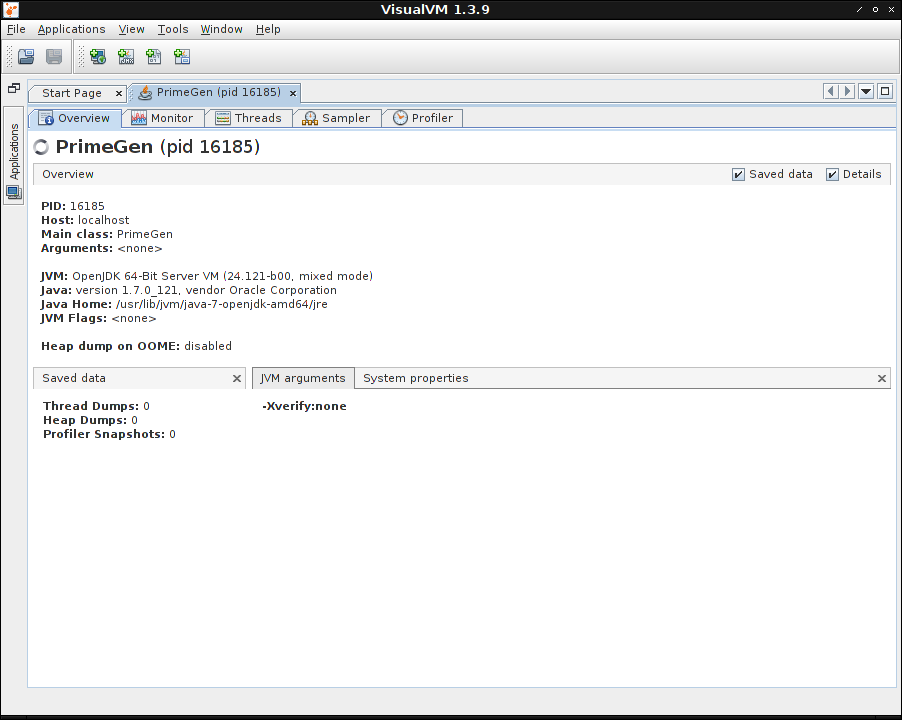 VisualVM 1.3.9
File Applications View Tools Window Help
Start Page PrimeGen (pid 16185)
Applications
Overview Monitor Threads Sampler Profiler
PrimeGen (pid 16185)
Overview Saved data Details
PID: 16185
Host: localhost
Main class: PrimeGen
Arguments: <none>
JVM: OpenJDK 64-Bit Server VM (24.121-b00, mixed mode)
Java: version 1.7.0_121, vendor Oracle Corporation
Java Home: /usr/lib/jvm/java-7-openjdk-amd64/jre
JVM Flags: <none>
Heap dump on OOME: disabled
Saved data JVM arguments System properties
Thread Dumps: 0 -Xverify:none
Heap Dumps: 0
Profiler Snapshots: 0